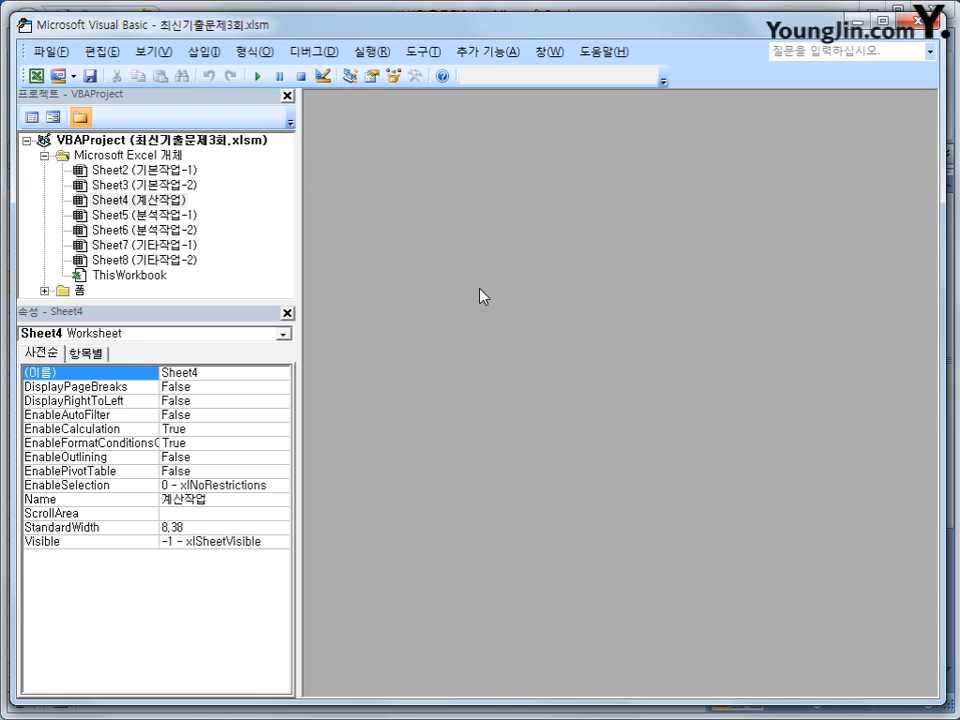 Microsoft Visual Basic - 최신기출문제3회.xlsm
Younglin.com Y.
파일(F) 편집(E) 보기(V) 삽입(I) 형식(O) 디버그(D) 실행(R) 도구(T) 추가 기능(A) 창(W) 도움말(H)
질문을 입력하십시오.
프로젝트 - VBAProject
VBAProject (최신기출문제3회.xlsm)
Microsoft Excel 개체
Sheet2 (기본작업-1)
Sheet3 (기본작업-2)
Sheet4 (계산작업)
Sheet5 (분석작업-1)
Sheet6 (분석작업-2)
Sheet7 (기타작업-1)
Sheet8 (기타작업-2)
ThisWorkbook
폼
속성 - Sheet4
Sheet4 Worksheet
사전순 항목별
(이름) Sheet4
DisplayPageBreaks False
DisplayRightToLeft False
EnableAutoFilter False
EnableCalculation True
EnableFormatConditionsC True
EnableOutlining False
EnablePivotTable False
EnableSelection 0 - xlNoRestrictions
Name 계산작업
ScrollArea
StandardWidth 8,38
Visible -1 - xlSheetVisible